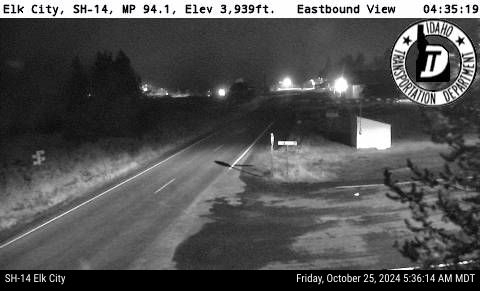 Elk City, SH-14, MP 94.1, Elev 3,939ft. Eastbound View 04:35:19
IDAHO
TRANSPORTATION DEPARTMENT
SH-14 Elk City Friday, October 25, 2024 5:36:14 AM MDT